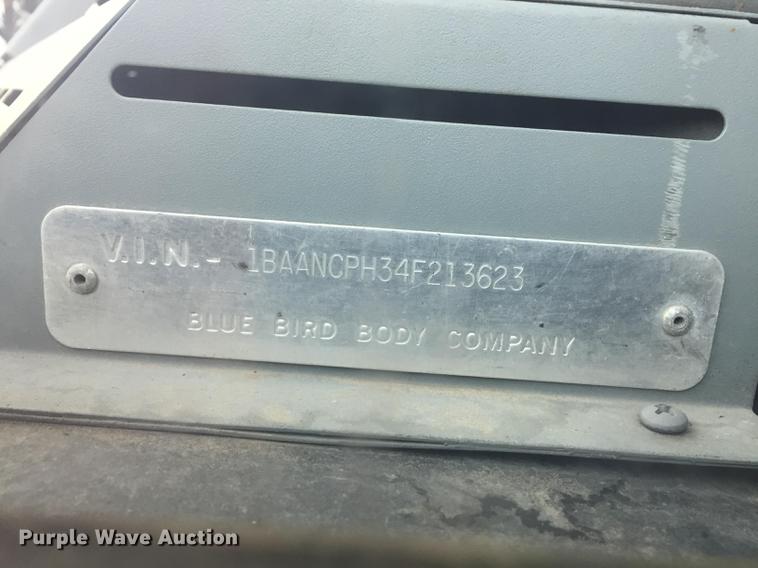 V.I.N.- 1BAANCPH34F213623
BLUE BIRD BODY COMPANY
Purple Wave Auction